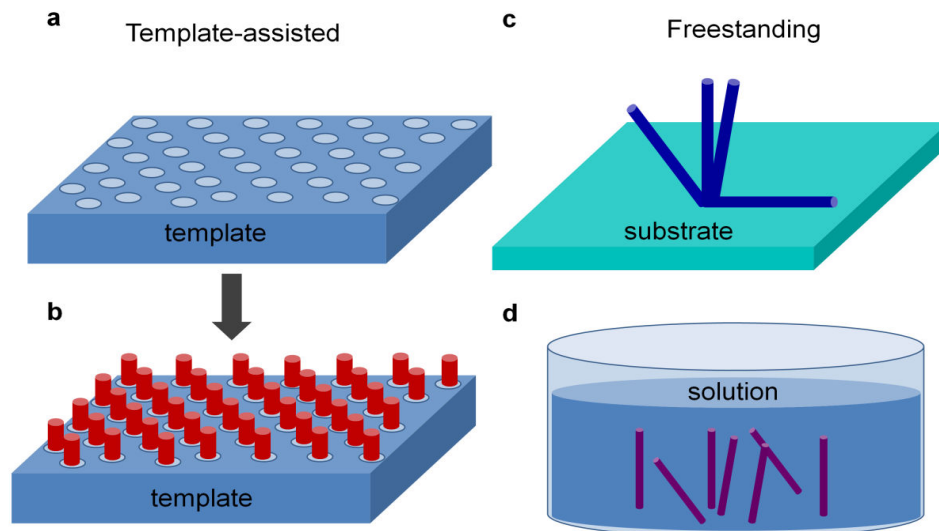 a
Template-assisted
template
b
template
c
Freestanding
substrate
d
solution